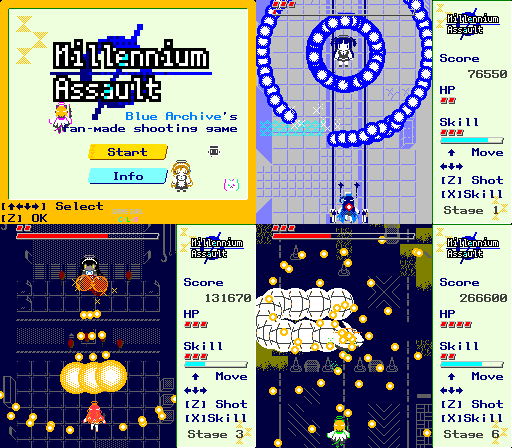 Millennium
Assault
Blue Archive's
fan-made shooting game
Start
Info
[↑←↓→] Select
[Z] OK
Millennium
Assault
Score
76550
HP
Skill
↑ Move
←↓→
[Z] Shot
[X]Skill
Stage 1
Millennium
Assault
Score
131670
HP
Skill
↑ Move
←↓→
[Z] Shot
[X]Skill
Stage 3
Millennium
Assault
Score
266600
HP
Skill
↑ Move
←↓→
[Z] Shot
[X]Skill
Stage 6